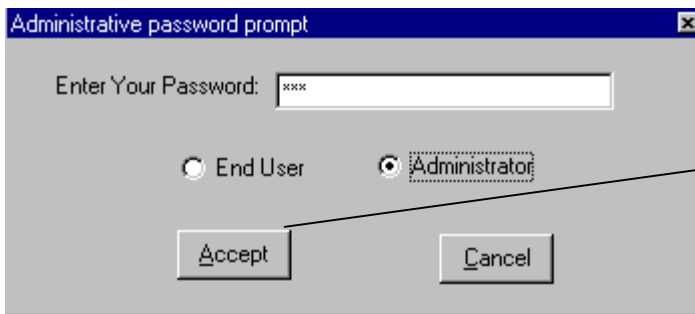 Administrative password prompt
Enter Your Password: ***
End User Administrator
Accept Cancel